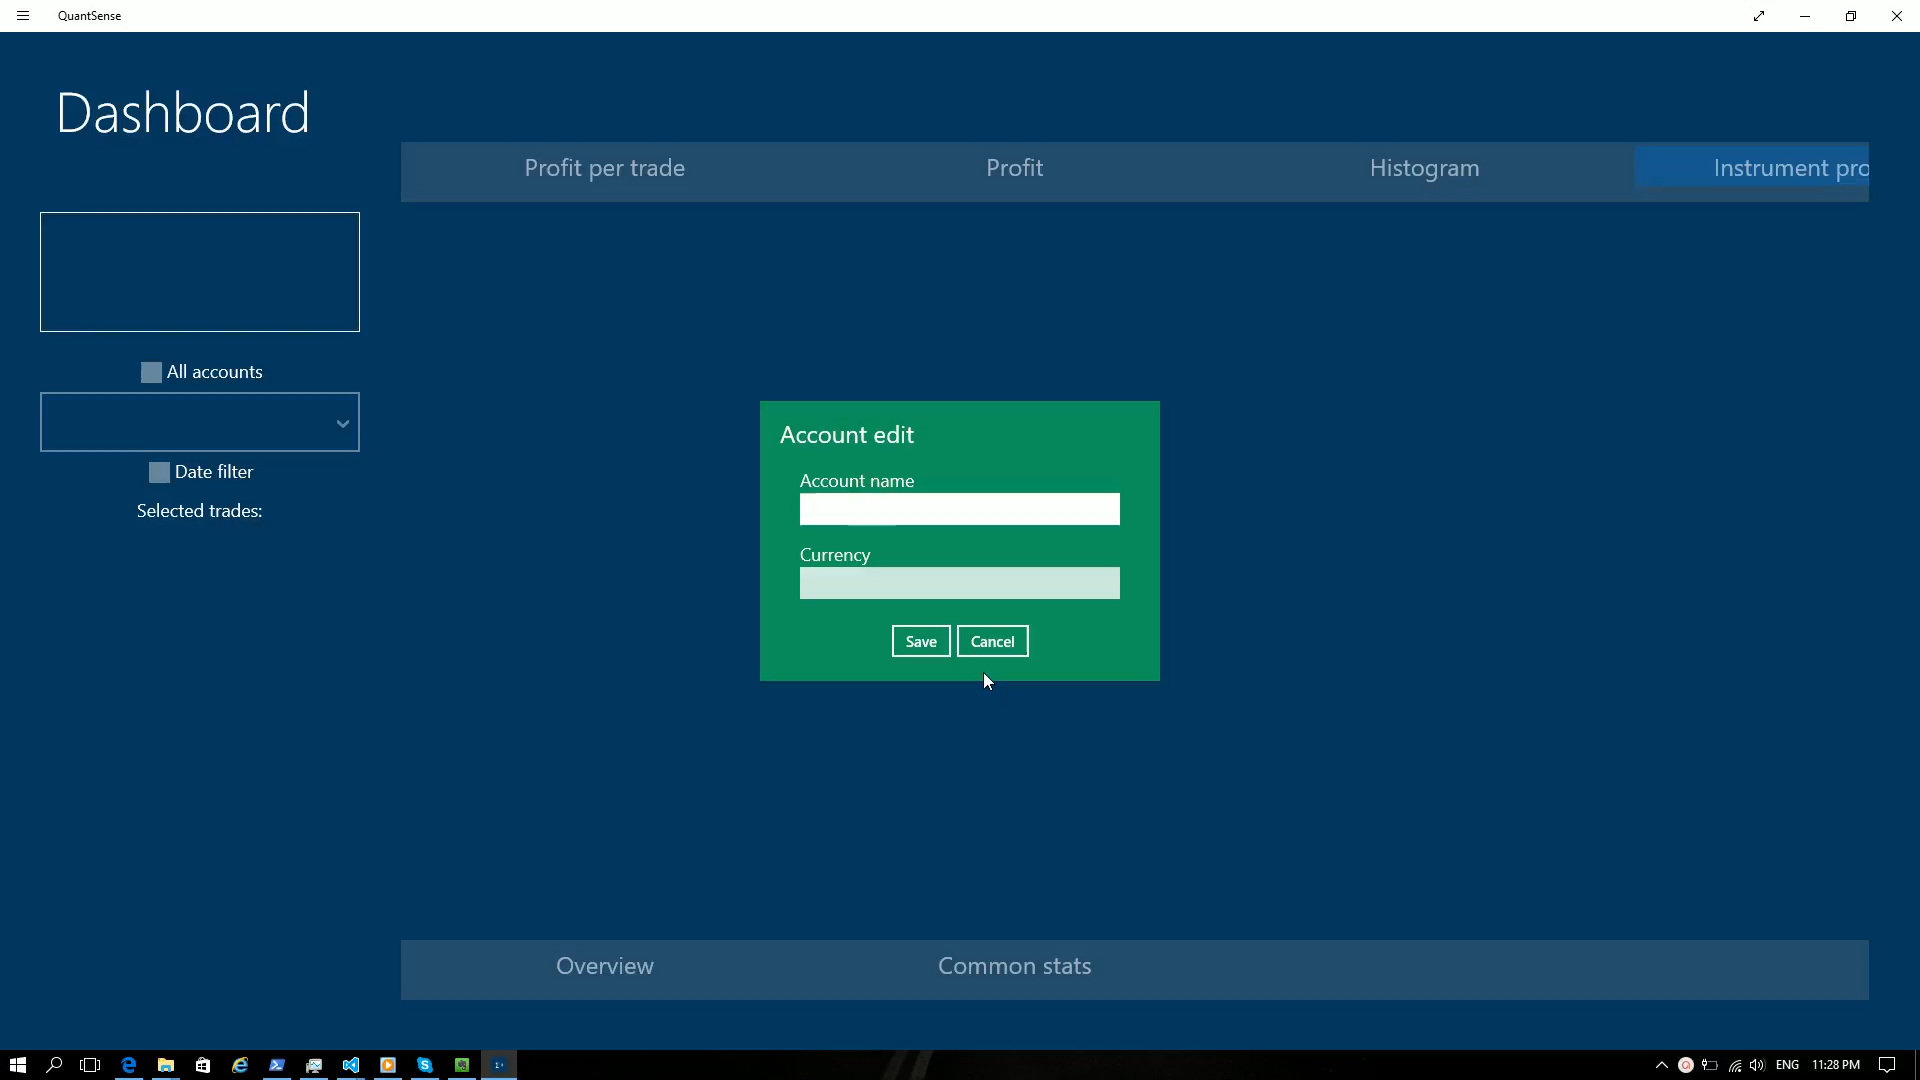 QuantSense
Dashboard
Profit per trade
Profit
Histogram
Instrument pro
All accounts
Date filter
Selected trades:
Account edit
Account name
Currency
Save
Cancel
Overview
Common stats
ENG
11:28 PM